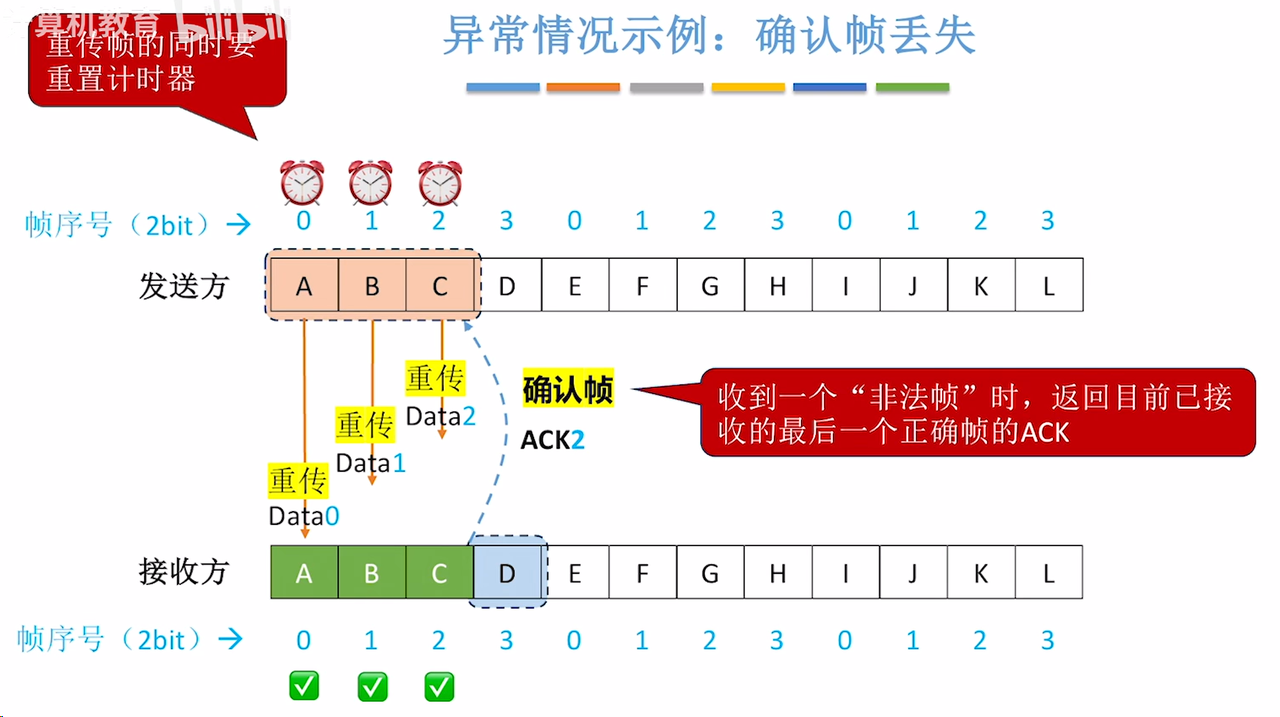 算机教育 bilibili
异常情况示例：确认帧丢失
重传帧的同时要
重置计时器
帧序号（2bit）→ 0 1 2 3 0 1 2 3 0 1 2 3
发送方 A B C D E F G H I J K L
重传
Data2
重传
Data1
重传
Data0
确认帧
ACK2
收到一个“非法帧”时，返回目前已接
收的最后一个正确帧的ACK
接收方 A B C D E F G H I J K L
帧序号（2bit）→ 0 1 2 3 0 1 2 3 0 1 2 3